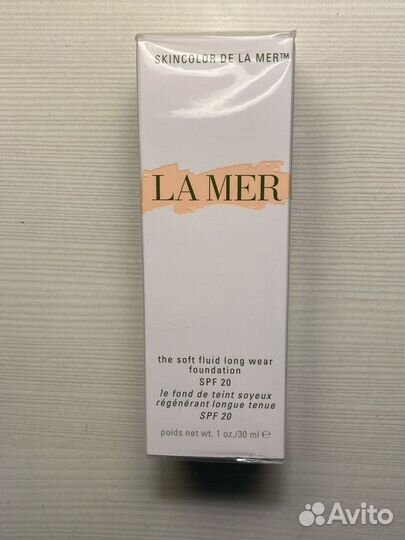 SKINCOLOR DE LA MER™
LA MER
the soft fluid long wear
foundation
SPF 20
le fond de teint soyeux
régénérant longue tenue
SPF 20
poids net wt. 1 oz./30 ml ℮
Avito